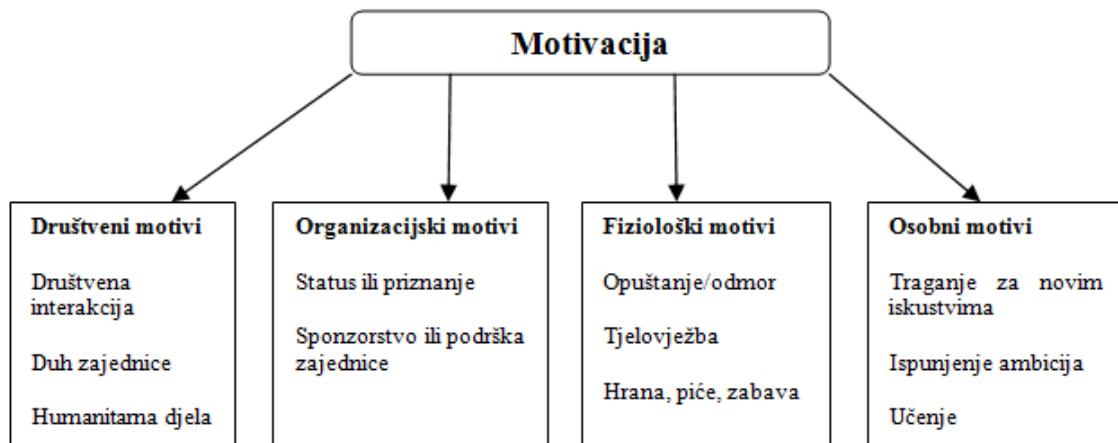 Motivacija
Društveni motivi
Društvena
interakcija
Duh zajednice
Humanitarna djela
Organizacijski motivi
Status ili priznanje
Sponzorstvo ili podrška
zajednice
Fiziološki motivi
Opuštanje/odmor
Tjelovježba
Hrana, piće, zabava
Osobni motivi
Traganje za novim
iskustvima
Ispunjenje ambicija
Učenje